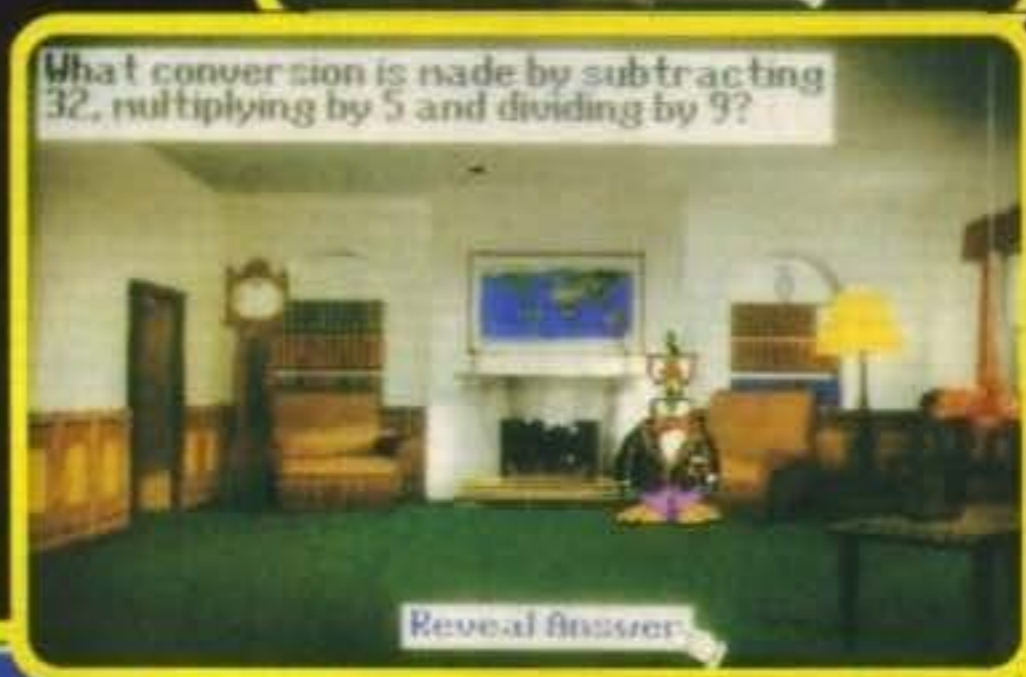 What conversion is made by subtracting
32, multiplying by 5 and dividing by 9?
Reveal Answer